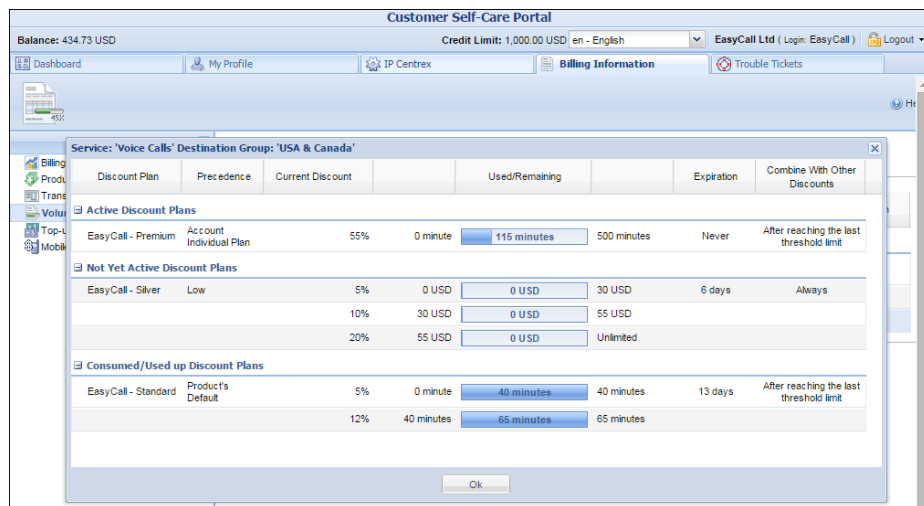 Customer Self-Care Portal
Balance: 434.73 USD Credit Limit: 1,000.00 USD en - English EasyCall Ltd ( Login: EasyCall ) Logout
Dashboard My Profile IP Centrex Billing Information Trouble Tickets
45%
Service: 'Voice Calls' Destination Group: 'USA & Canada'
Billing
Produ
Trans
Volu
Top-u
Mobile
Discount Plan Precedence Current Discount Used/Remaining Expiration Combine With Other
Discounts
Active Discount Plans
EasyCall - Premium Account
Individual Plan 55% 0 minute 115 minutes 500 minutes Never After reaching the last
threshold limit
Not Yet Active Discount Plans
EasyCall - Silver Low 5% 0 USD 0 USD 30 USD 6 days Always
10% 30 USD 0 USD 55 USD
20% 55 USD 0 USD Unlimited
Consumed/Used up Discount Plans
EasyCall - Standard Product's
Default 5% 0 minute 40 minutes 40 minutes 13 days After reaching the last
threshold limit
12% 40 minutes 65 minutes 65 minutes
Ok